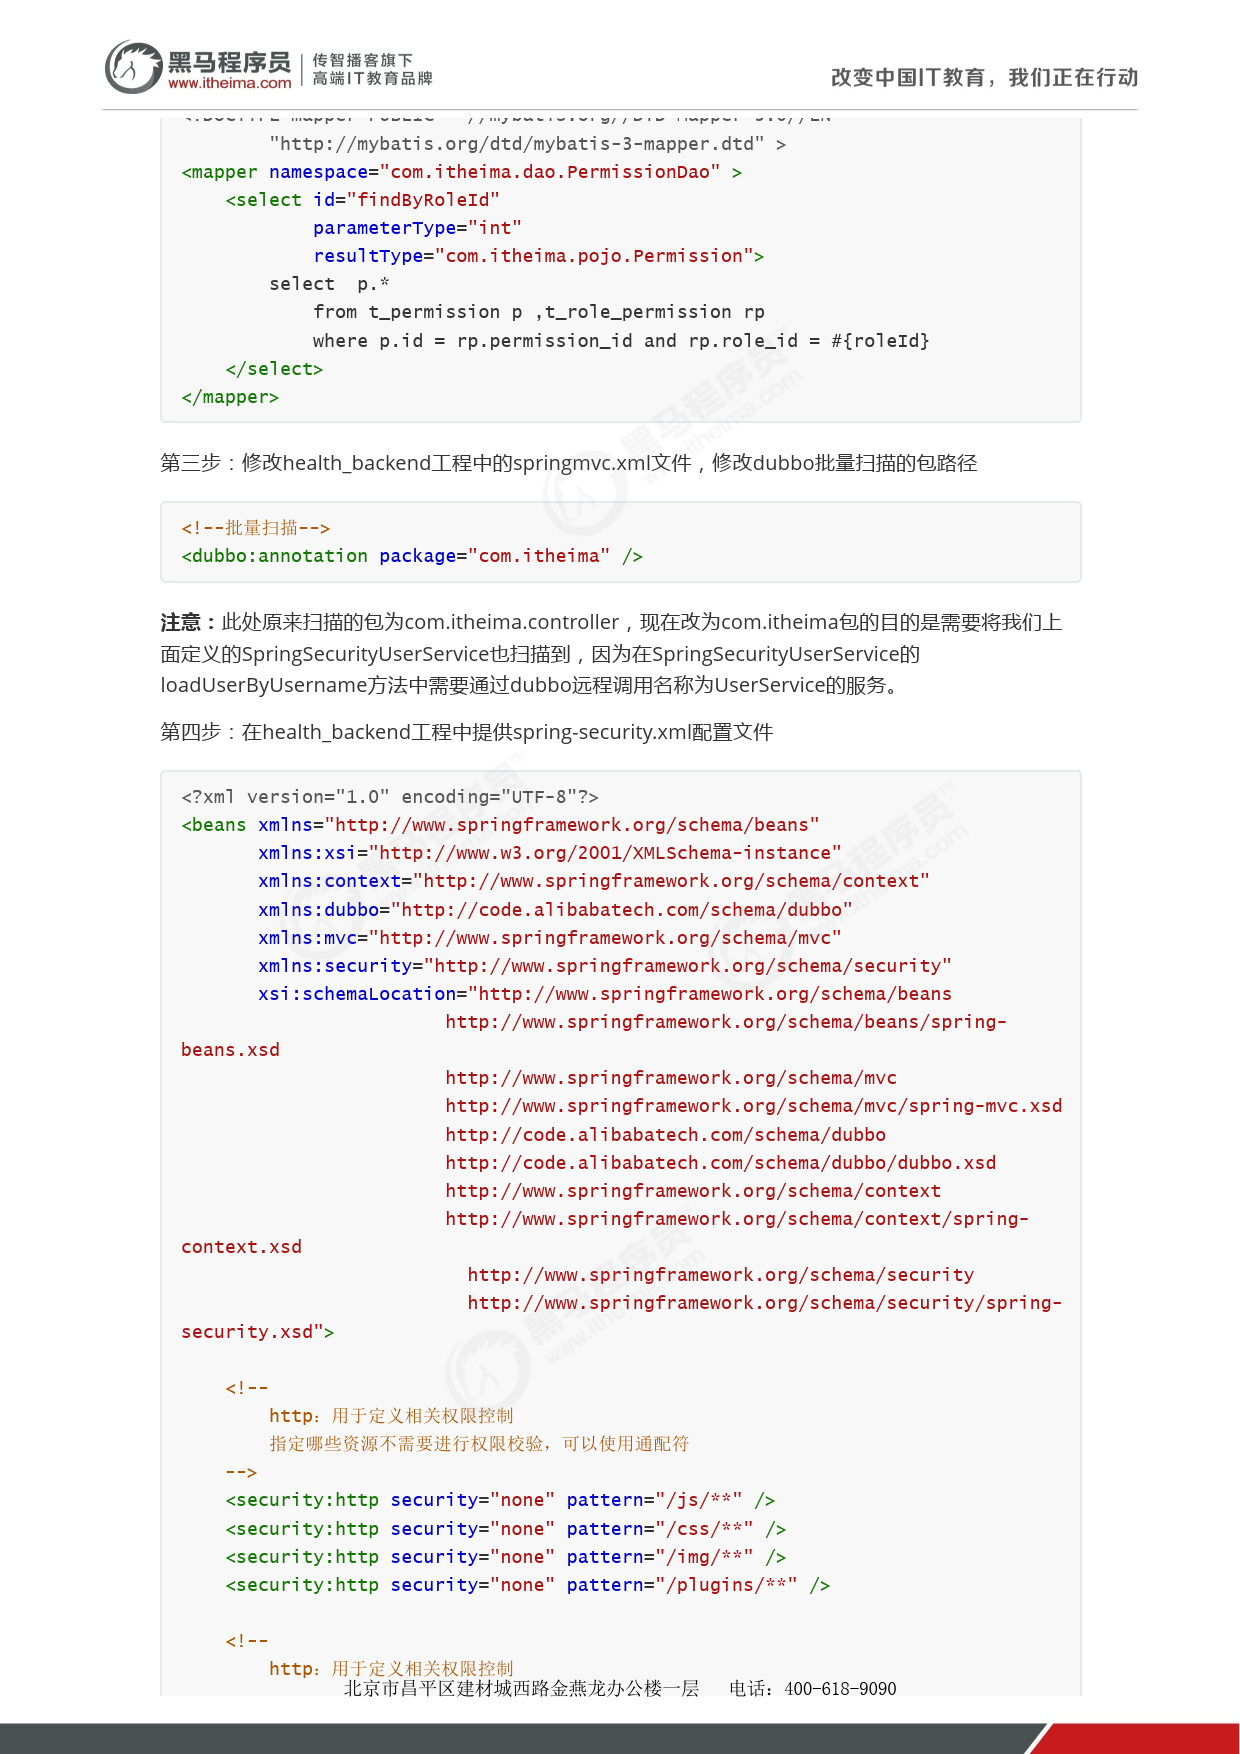 黑马程序员
www.itheima.com
传智播客旗下
高端IT教育品牌
改变中国IT教育，我们正在行动
<!DOCTYPE mapper PUBLIC "-//mybatis.org//DTD Mapper 3.0//EN"
"http://mybatis.org/dtd/mybatis-3-mapper.dtd" >
<mapper namespace="com.itheima.dao.PermissionDao" >
<select id="findByRoleId"
parameterType="int"
resultType="com.itheima.pojo.Permission">
select  p.*
from t_permission p ,t_role_permission rp
where p.id = rp.permission_id and rp.role_id = #{roleId}
</select>
</mapper>
第三步：修改health_backend工程中的springmvc.xml文件，修改dubbo批量扫描的包路径
<!--批量扫描-->
<dubbo:annotation package="com.itheima" />
注意：此处原来扫描的包为com.itheima.controller，现在改为com.itheima包的目的是需要将我们上
面定义的SpringSecurityUserService也扫描到，因为在SpringSecurityUserService的
loadUserByUsername方法中需要通过dubbo远程调用名称为UserService的服务。
第四步：在health_backend工程中提供spring-security.xml配置文件
<?xml version="1.0" encoding="UTF-8"?>
<beans xmlns="http://www.springframework.org/schema/beans"
xmlns:xsi="http://www.w3.org/2001/XMLSchema-instance"
xmlns:context="http://www.springframework.org/schema/context"
xmlns:dubbo="http://code.alibabatech.com/schema/dubbo"
xmlns:mvc="http://www.springframework.org/schema/mvc"
xmlns:security="http://www.springframework.org/schema/security"
xsi:schemaLocation="http://www.springframework.org/schema/beans
http://www.springframework.org/schema/beans/spring-
beans.xsd
http://www.springframework.org/schema/mvc
http://www.springframework.org/schema/mvc/spring-mvc.xsd
http://code.alibabatech.com/schema/dubbo
http://code.alibabatech.com/schema/dubbo/dubbo.xsd
http://www.springframework.org/schema/context
http://www.springframework.org/schema/context/spring-
context.xsd
http://www.springframework.org/schema/security
http://www.springframework.org/schema/security/spring-
security.xsd">
<!--
http：用于定义相关权限控制
指定哪些资源不需要进行权限校验，可以使用通配符
-->
<security:http security="none" pattern="/js/**" />
<security:http security="none" pattern="/css/**" />
<security:http security="none" pattern="/img/**" />
<security:http security="none" pattern="/plugins/**" />
<!--
http：用于定义相关权限控制
北京市昌平区建材城西路金燕龙办公楼一层   电话：400-618-9090